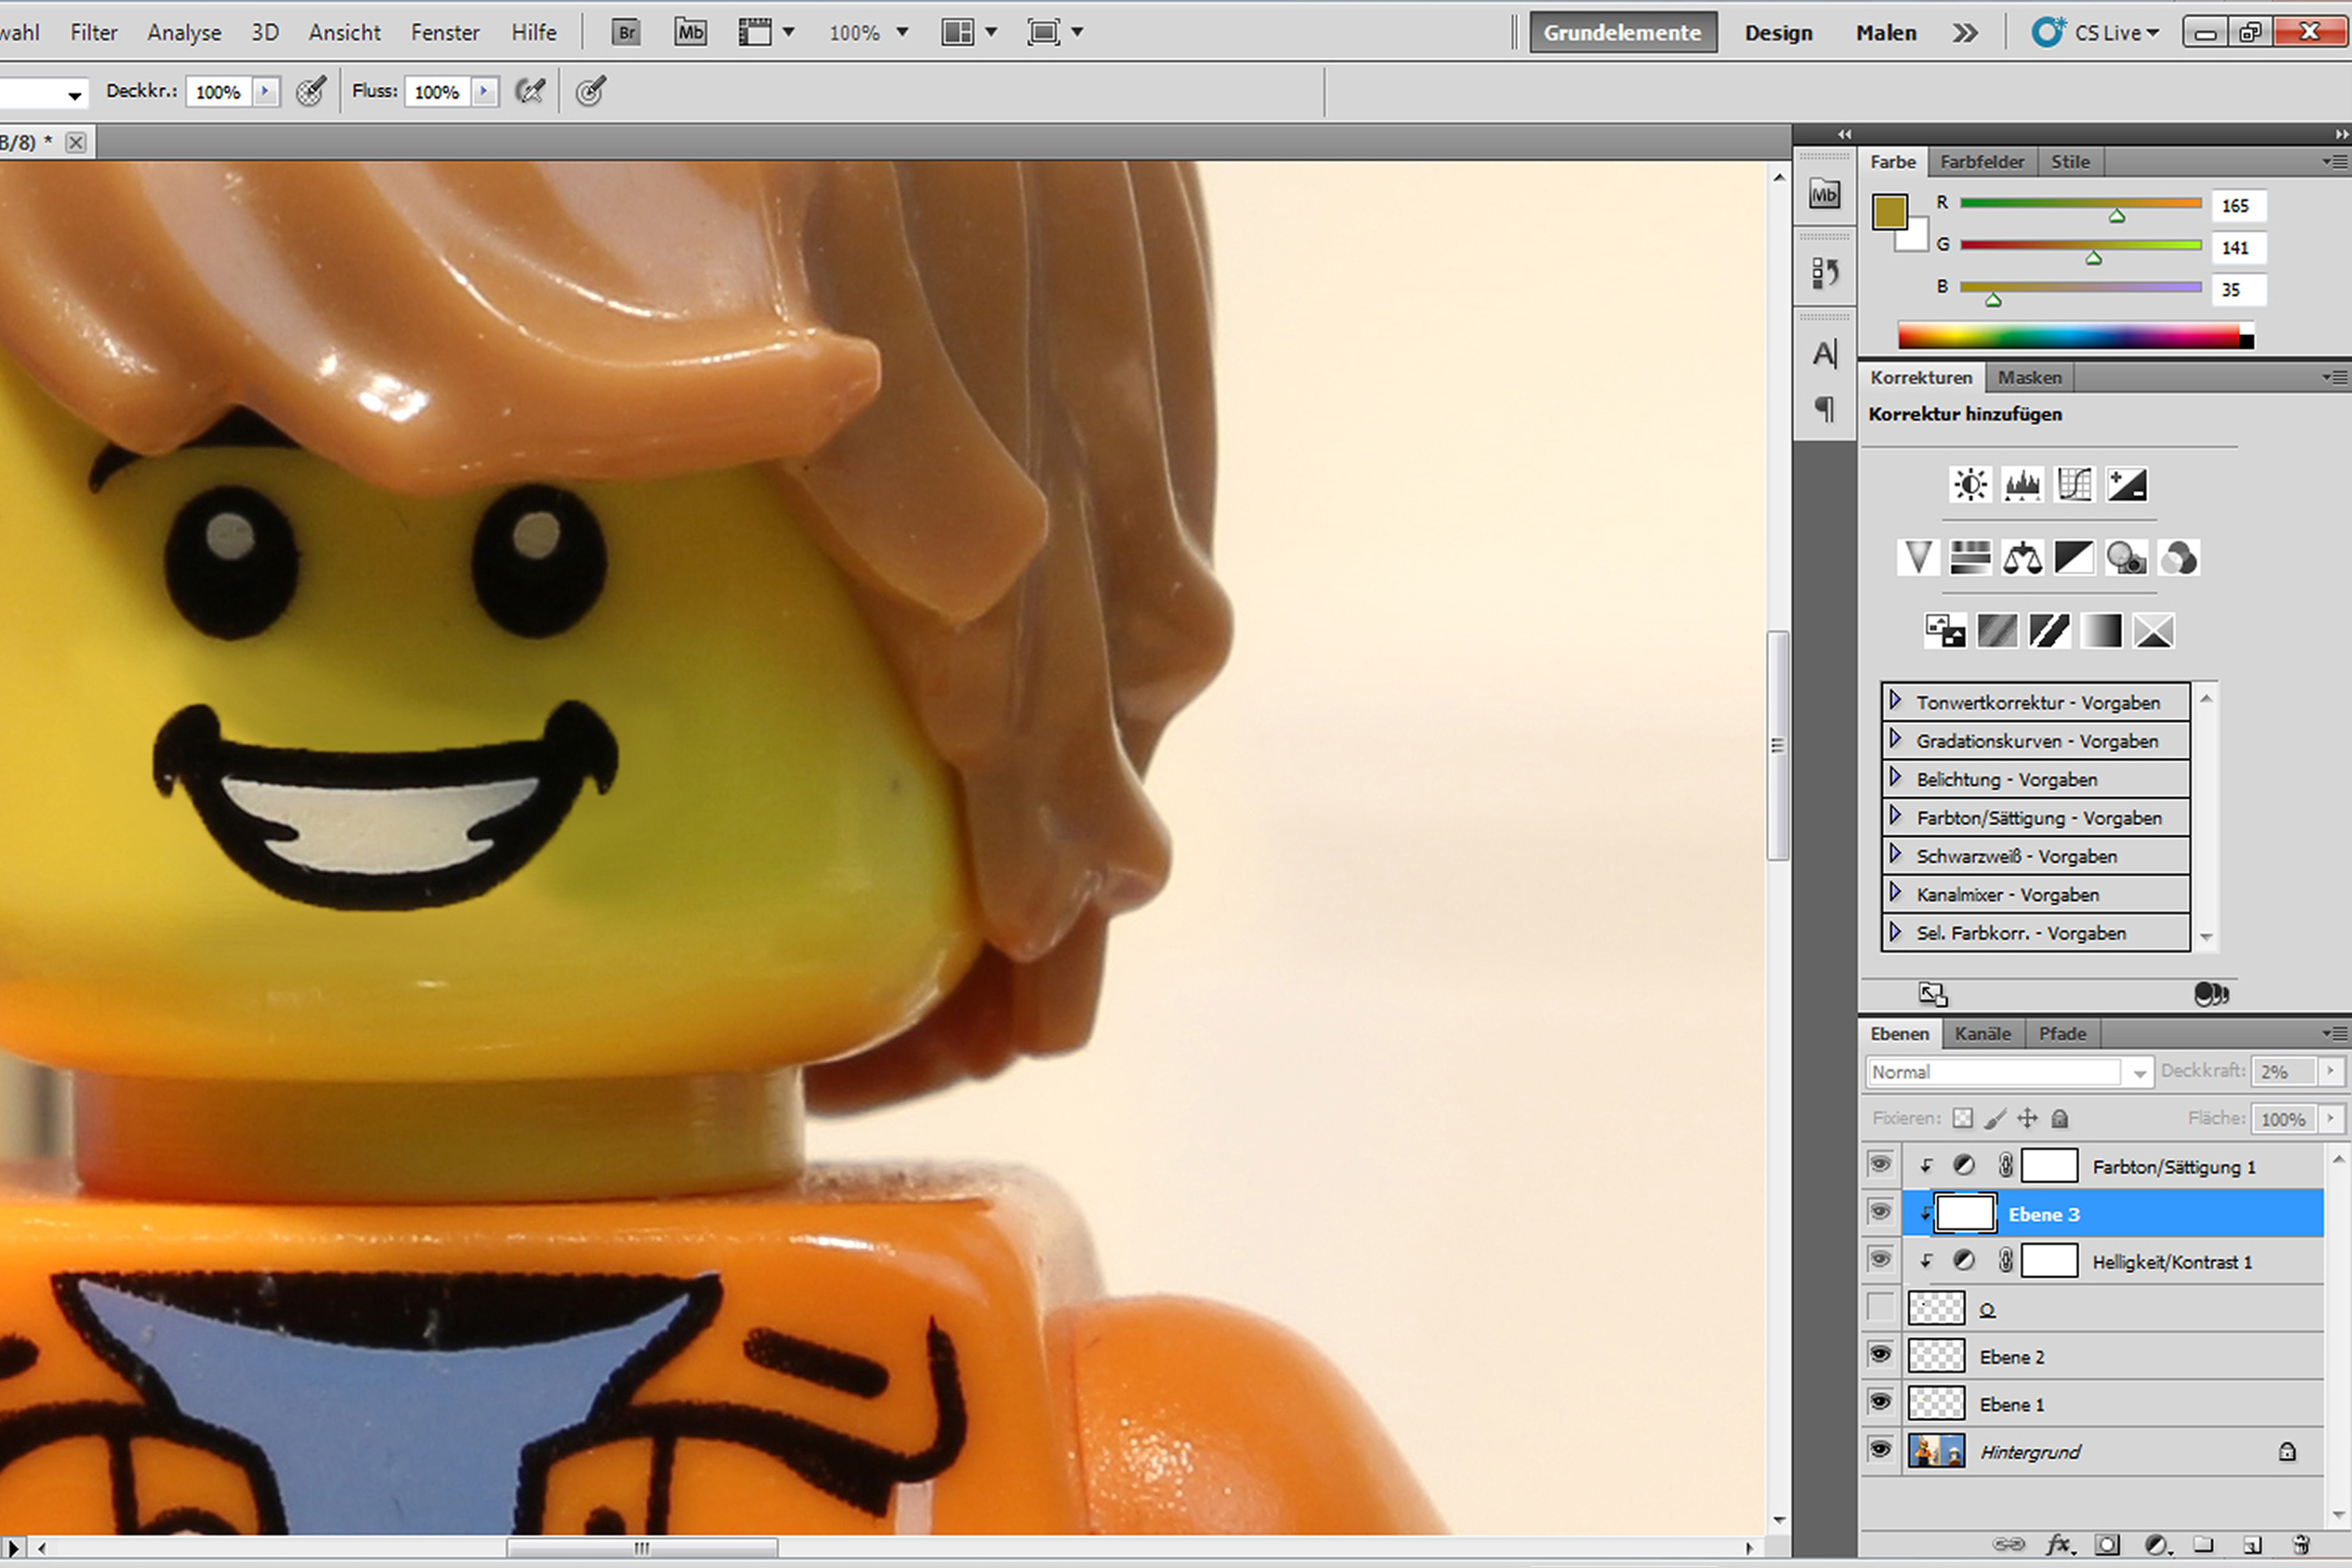 Filter Analyse 3D Ansicht Fenster Hilfe Br Mb 100% Grundelemente Design Malen CS Live
Deckkr.: 100% Fluss: 100%
B/8) *
Farbe Farbfelder Stile
Mb
R 165
G 141
B 35
A
Korrekturen Masken
Korrektur hinzufügen
Tonwertkorrektur - Vorgaben
Gradationskurven - Vorgaben
Belichtung - Vorgaben
Farbton/Sättigung - Vorgaben
Schwarzweiß - Vorgaben
Kanalmixer - Vorgaben
Sel. Farbkorr. - Vorgaben
Ebenen Kanäle Pfade
Normal Deckkraft: 2%
Fixieren: Fläche: 100%
Farbton/Sättigung 1
Ebene 3
Helligkeit/Kontrast 1
O
Ebene 2
Ebene 1
Hintergrund
fx